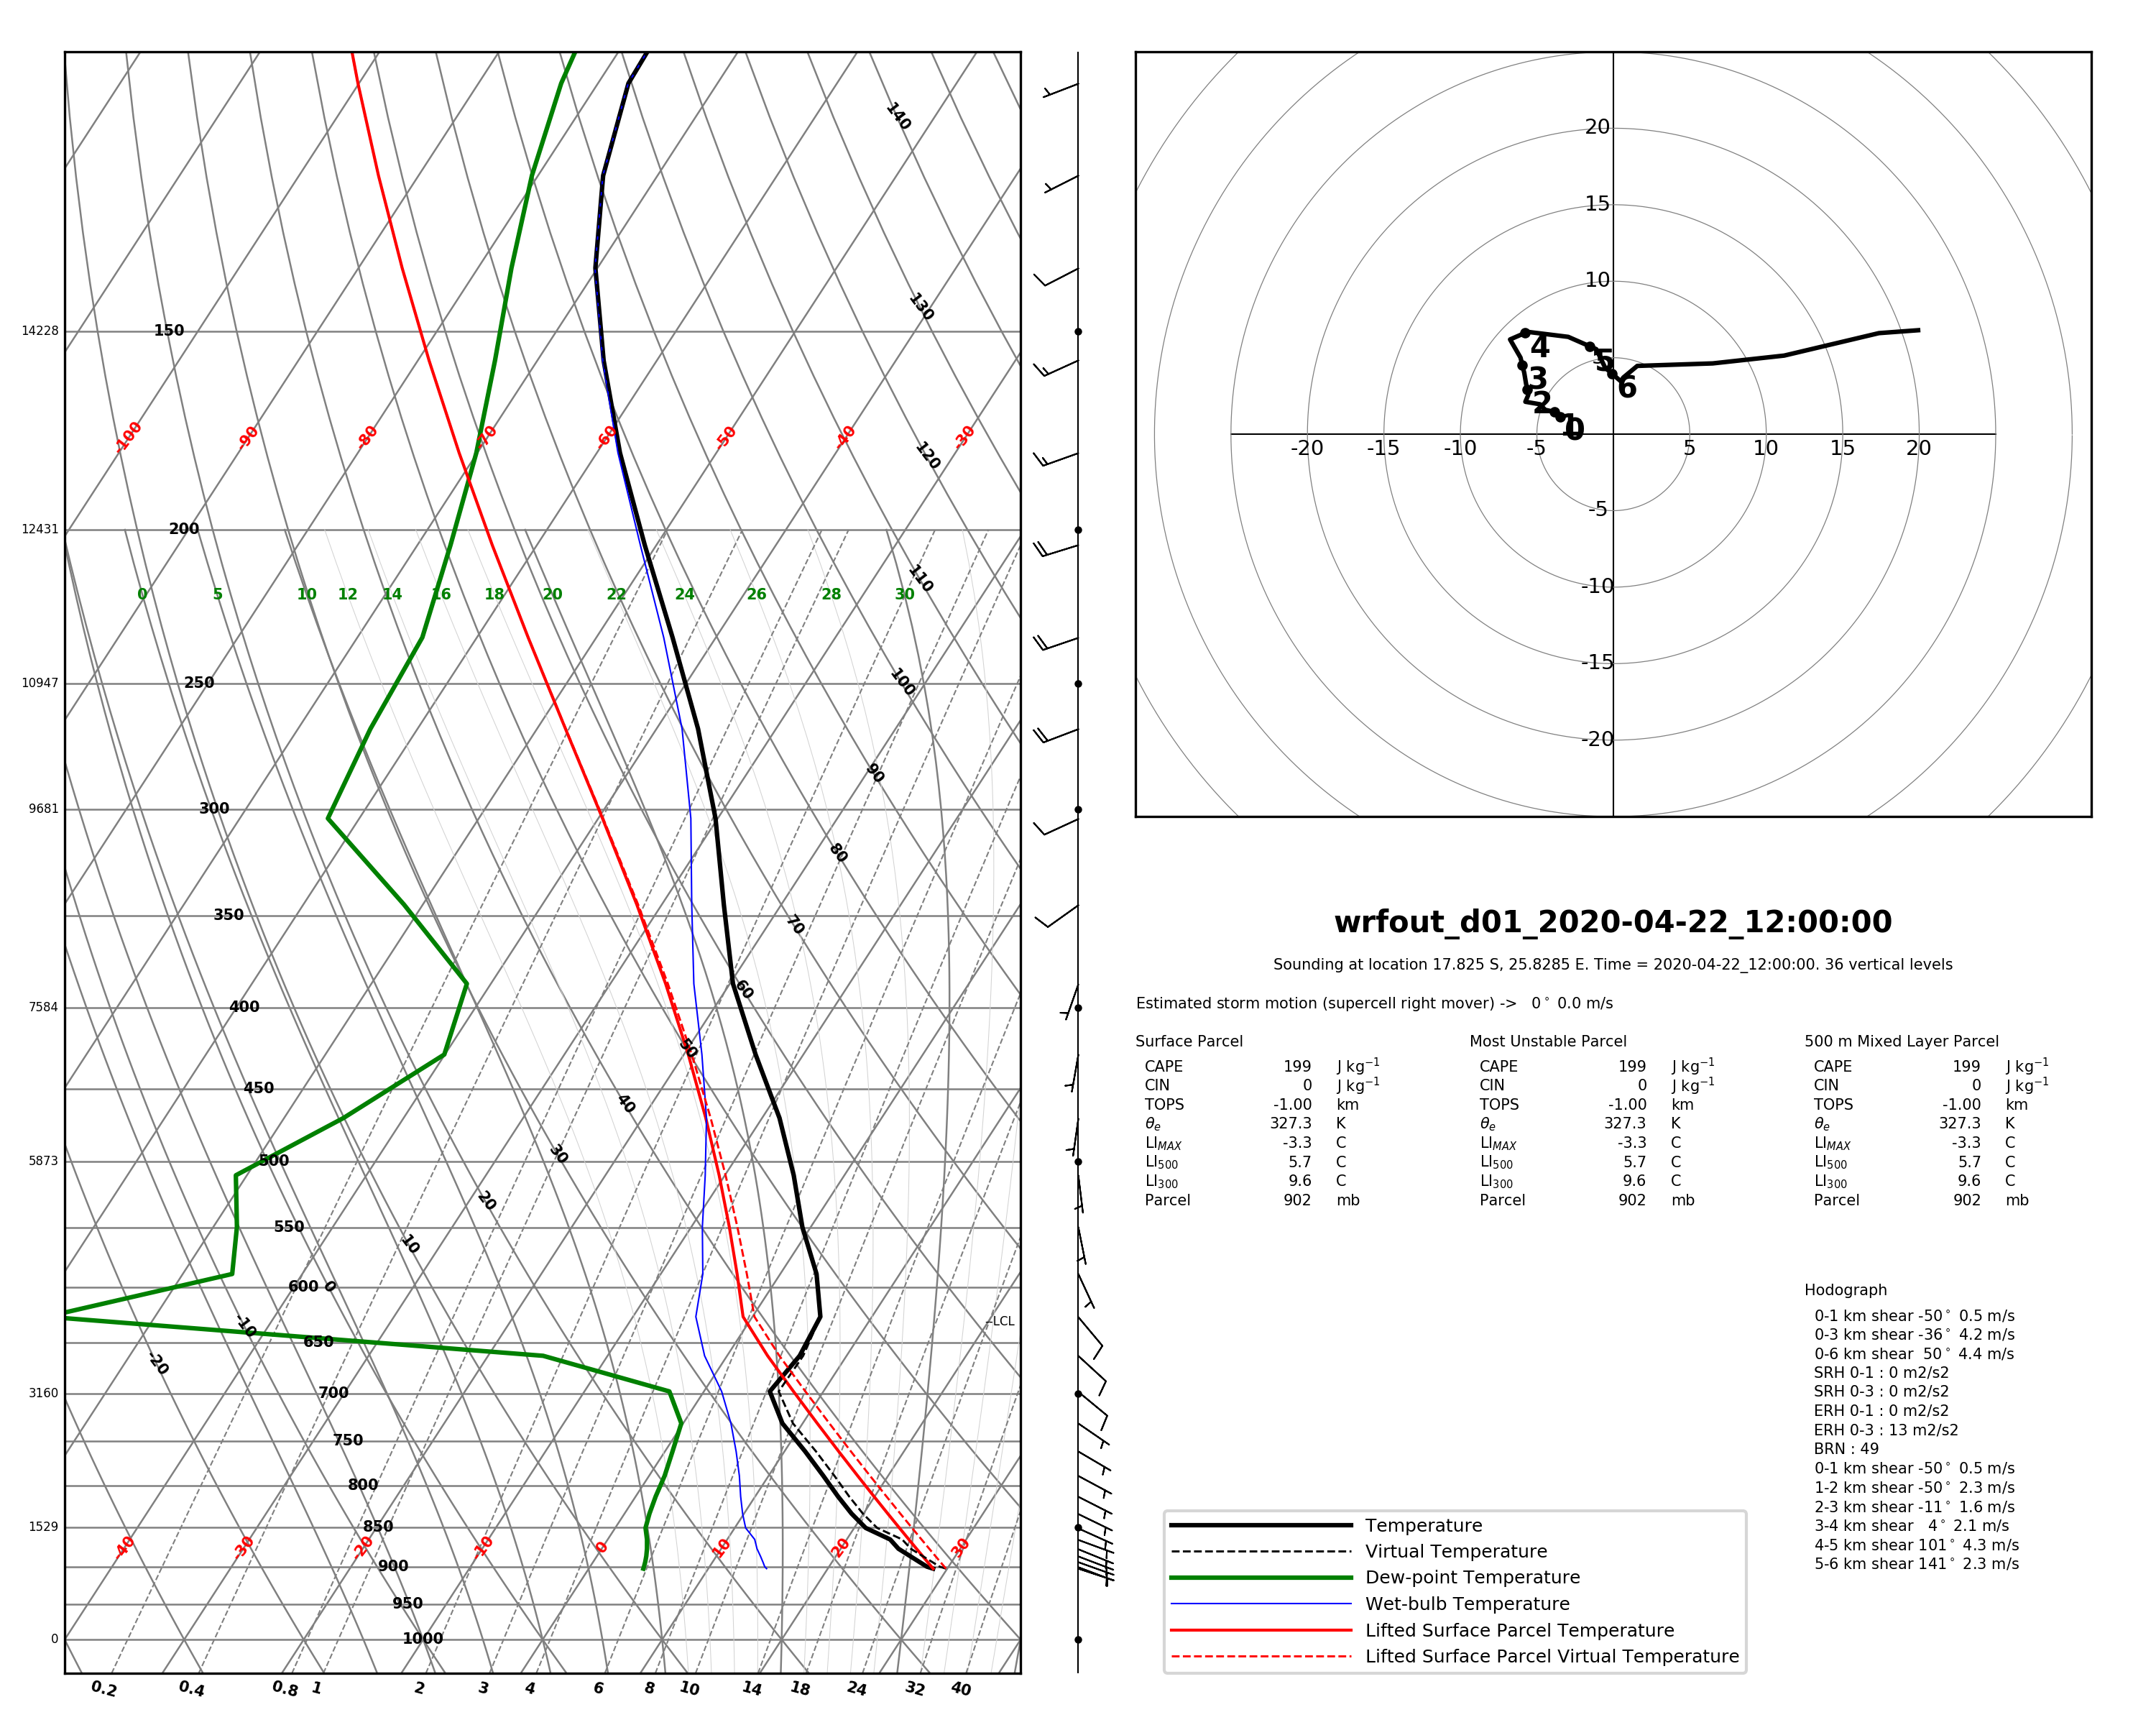 140
130
14228 150
-100 -90 -80 -70 -60 -50 -40 -30
120
12431 200
110
0 5 10 12 14 16 18 20 22 24 26 28 30
10947 250
100
90
9681 300
80
350
70
60
7584 400
50
450
40
5873 500
30
20
550
10
600 0
-10
--LCL
650
-20
3160 700
750
800
1529 850
-40 -30 -20 -10 0 10 20 30
900
950
0 1000
0.2 0.4 0.8 1 2 3 4 6 8 10 14 18 24 32 40
20
15
10
5
-20 -15 -10 -5 5 10 15 20
-5
-10
-15
-20
0
1
2
3
4
5
6
wrfout_d01_2020-04-22_12:00:00
Sounding at location 17.825 S, 25.8285 E. Time = 2020-04-22_12:00:00. 36 vertical levels
Estimated storm motion (supercell right mover) -> 0° 0.0 m/s
Surface Parcel Most Unstable Parcel 500 m Mixed Layer Parcel
CAPE 199 J kg⁻¹ CAPE 199 J kg⁻¹ CAPE 199 J kg⁻¹
CIN 0 J kg⁻¹ CIN 0 J kg⁻¹ CIN 0 J kg⁻¹
TOPS -1.00 km TOPS -1.00 km TOPS -1.00 km
θe 327.3 K θe 327.3 K θe 327.3 K
LIMAX -3.3 C LIMAX -3.3 C LIMAX -3.3 C
LI500 5.7 C LI500 5.7 C LI500 5.7 C
LI300 9.6 C LI300 9.6 C LI300 9.6 C
Parcel 902 mb Parcel 902 mb Parcel 902 mb
Hodograph
0-1 km shear -50° 0.5 m/s
0-3 km shear -36° 4.2 m/s
0-6 km shear 50° 4.4 m/s
SRH 0-1 : 0 m2/s2
SRH 0-3 : 0 m2/s2
ERH 0-1 : 0 m2/s2
ERH 0-3 : 13 m2/s2
BRN : 49
0-1 km shear -50° 0.5 m/s
1-2 km shear -50° 2.3 m/s
2-3 km shear -11° 1.6 m/s
3-4 km shear 4° 2.1 m/s
4-5 km shear 101° 4.3 m/s
5-6 km shear 141° 2.3 m/s
Temperature
Virtual Temperature
Dew-point Temperature
Wet-bulb Temperature
Lifted Surface Parcel Temperature
Lifted Surface Parcel Virtual Temperature